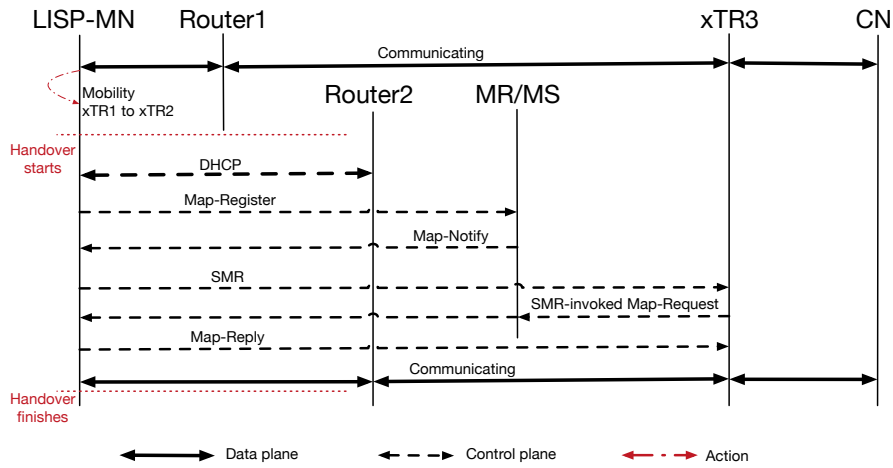 LISP-MN Router1 xTR3 CN
Communicating
Mobility
xTR1 to xTR2
Router2 MR/MS
Handover
starts
DHCP
Map-Register
Map-Notify
SMR
SMR-invoked Map-Request
Map-Reply
Communicating
Handover
finishes
Data plane Control plane Action